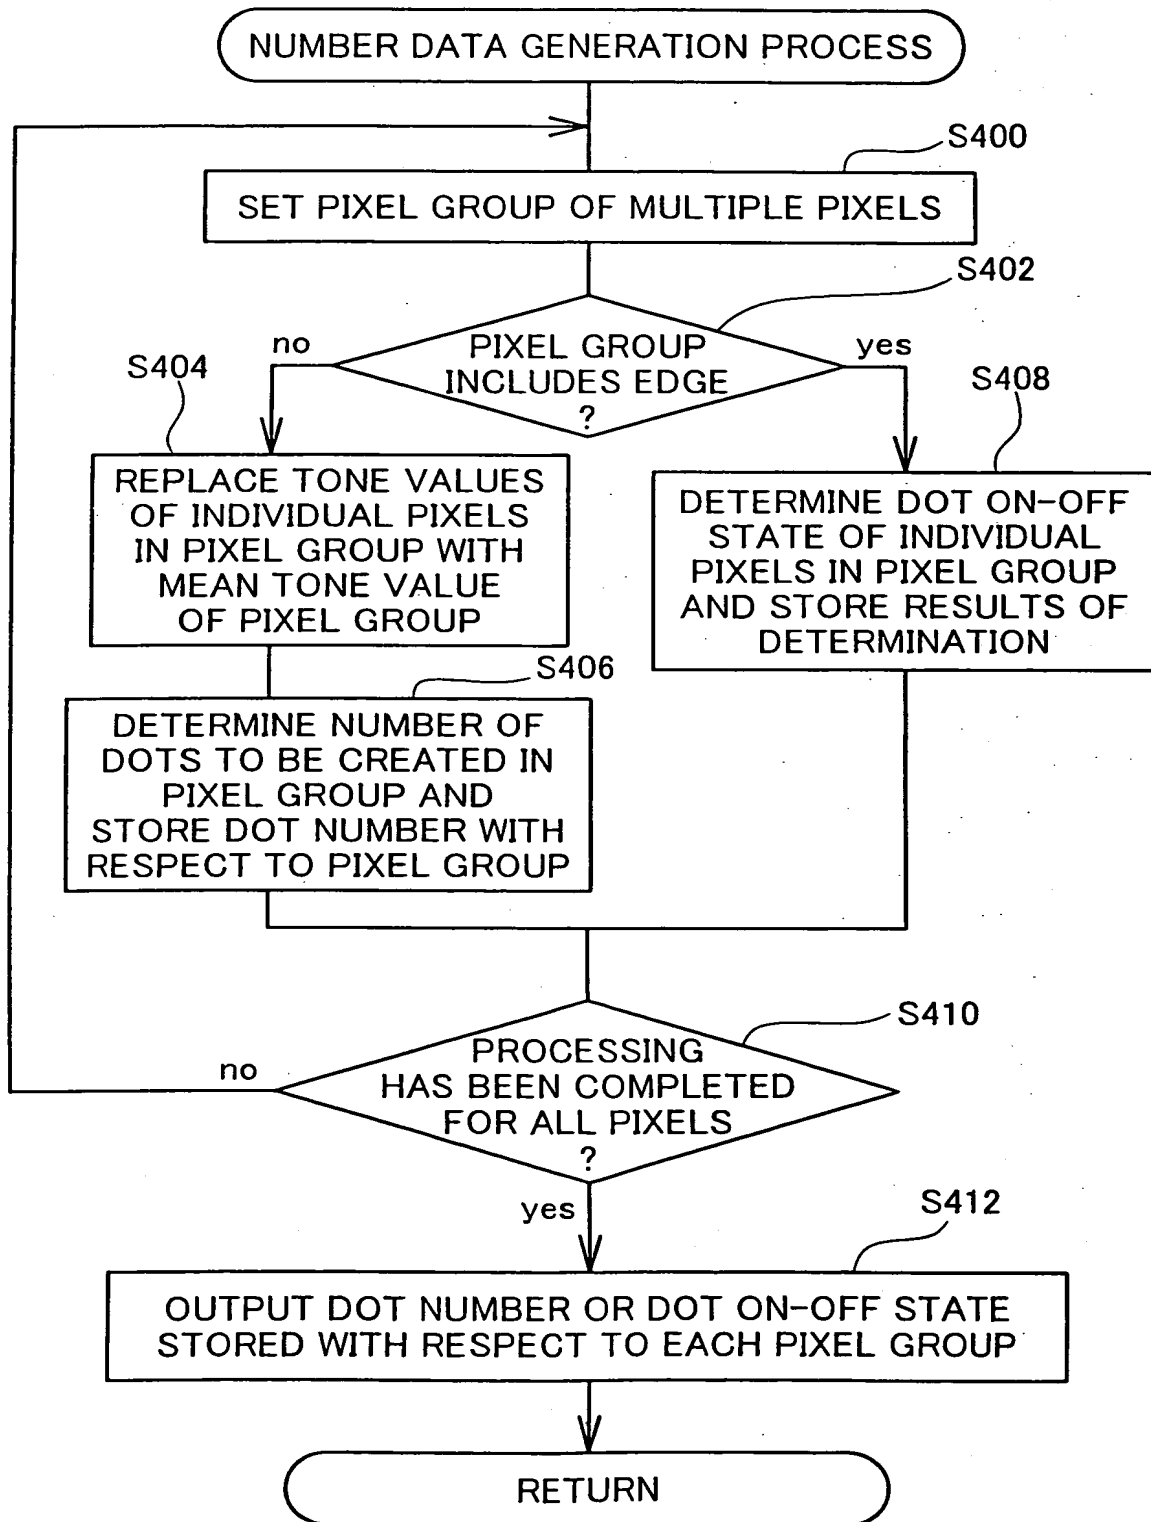 NUMBER DATA GENERATION PROCESS
S400
SET PIXEL GROUP OF MULTIPLE PIXELS
S402
PIXEL GROUP
INCLUDES EDGE
?
no
yes
S404
REPLACE TONE VALUES
OF INDIVIDUAL PIXELS
IN PIXEL GROUP WITH
MEAN TONE VALUE
OF PIXEL GROUP
S408
DETERMINE DOT ON-OFF
STATE OF INDIVIDUAL
PIXELS IN PIXEL GROUP
AND STORE RESULTS OF
DETERMINATION
S406
DETERMINE NUMBER OF
DOTS TO BE CREATED IN
PIXEL GROUP AND
STORE DOT NUMBER WITH
RESPECT TO PIXEL GROUP
S410
PROCESSING
HAS BEEN COMPLETED
FOR ALL PIXELS
?
no
yes
S412
OUTPUT DOT NUMBER OR DOT ON-OFF STATE
STORED WITH RESPECT TO EACH PIXEL GROUP
RETURN